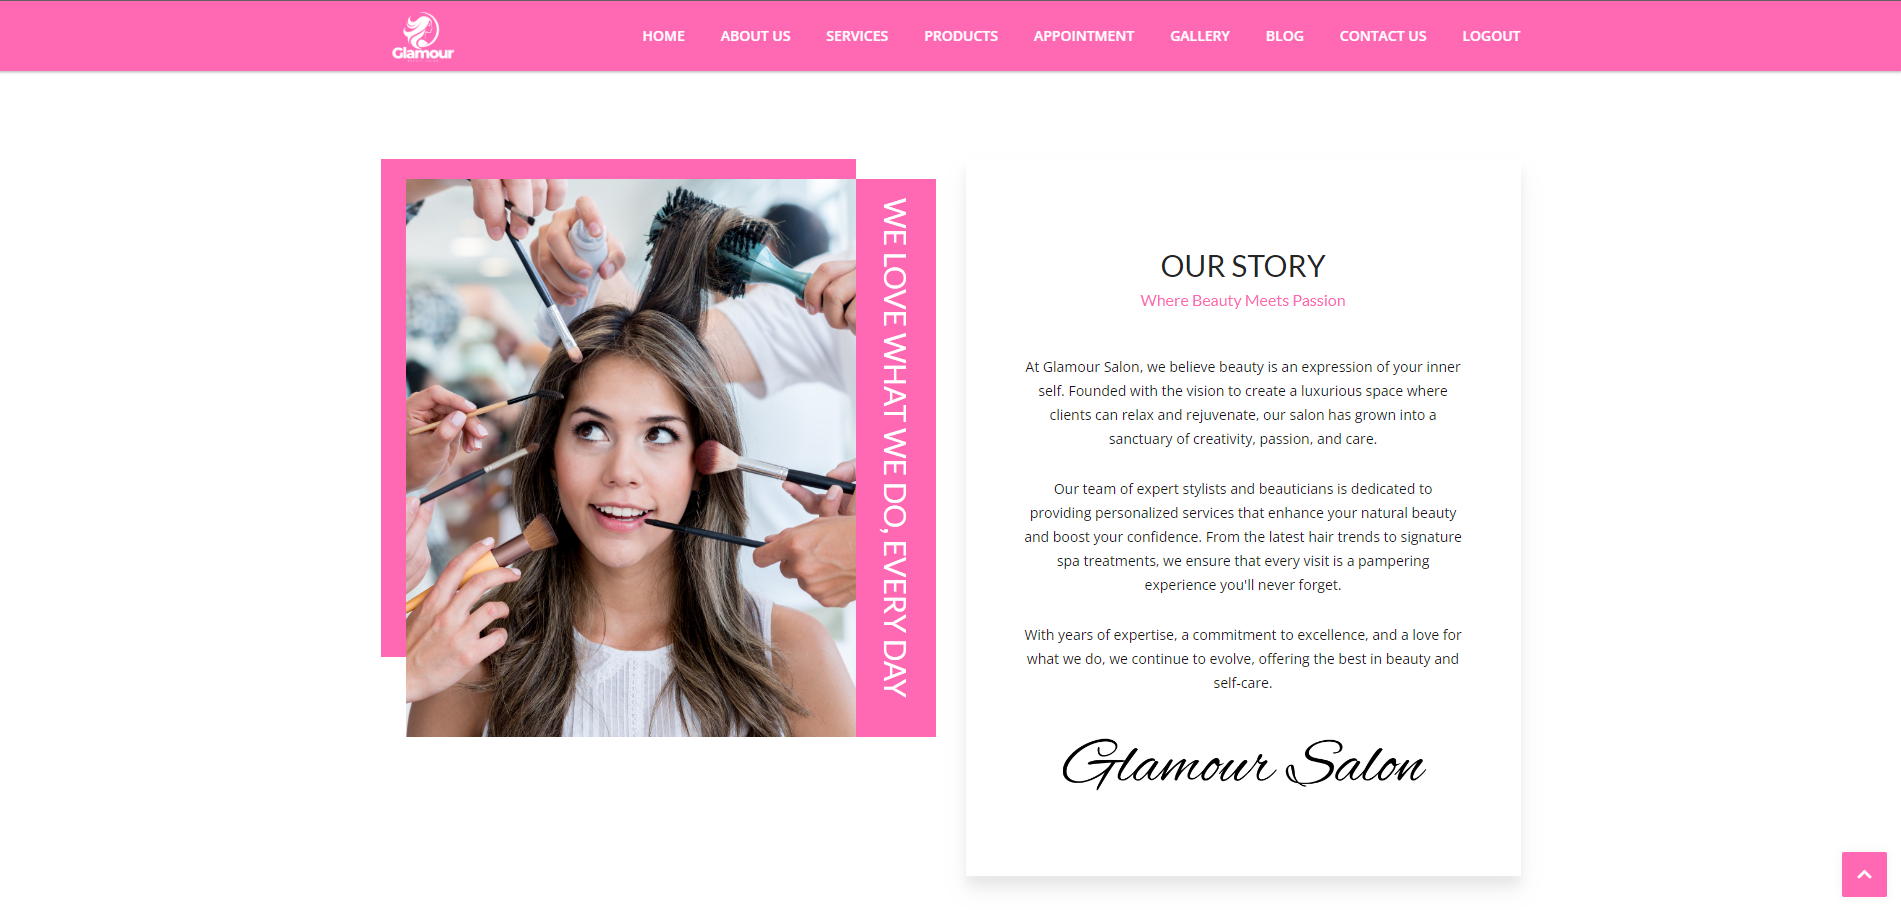 Glamour
HOME ABOUT US SERVICES PRODUCTS APPOINTMENT GALLERY BLOG CONTACT US LOGOUT
WE LOVE WHAT WE DO, EVERY DAY
OUR STORY
Where Beauty Meets Passion
At Glamour Salon, we believe beauty is an expression of your inner
self. Founded with the vision to create a luxurious space where
clients can relax and rejuvenate, our salon has grown into a
sanctuary of creativity, passion, and care.
Our team of expert stylists and beauticians is dedicated to
providing personalized services that enhance your natural beauty
and boost your confidence. From the latest hair trends to signature
spa treatments, we ensure that every visit is a pampering
experience you'll never forget.
With years of expertise, a commitment to excellence, and a love for
what we do, we continue to evolve, offering the best in beauty and
self-care.
Glamour Salon